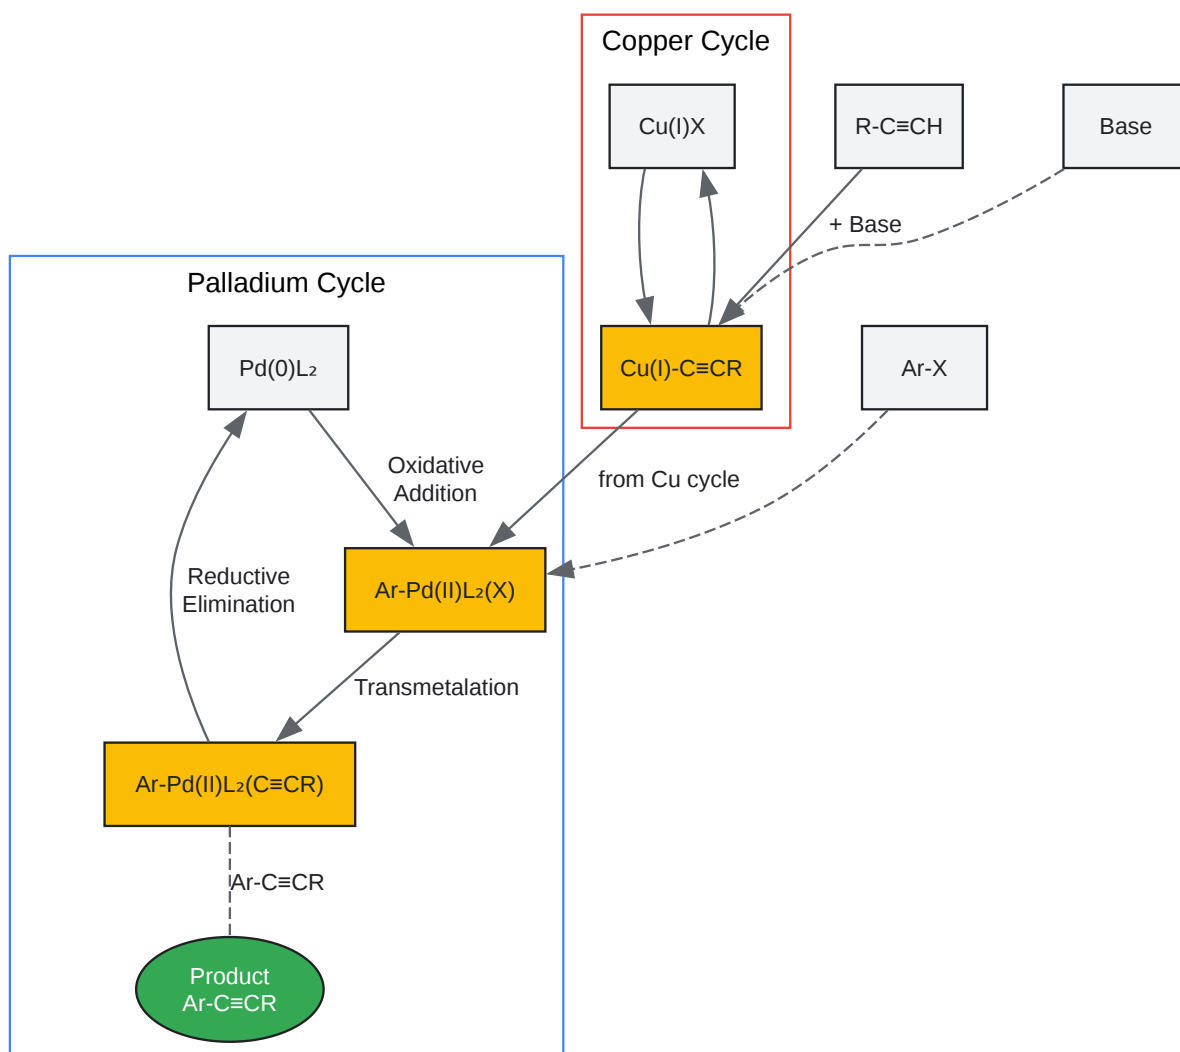 Copper Cycle
Cu(I)X
R-C≡CH
Base
+ Base
Palladium Cycle
Pd(0)L₂
Cu(I)-C≡CR
Ar-X
Oxidative
Addition
from Cu cycle
Reductive
Elimination
Ar-Pd(II)L₂(X)
Transmetalation
Ar-Pd(II)L₂(C≡CR)
Ar-C≡CR
Product
Ar-C≡CR